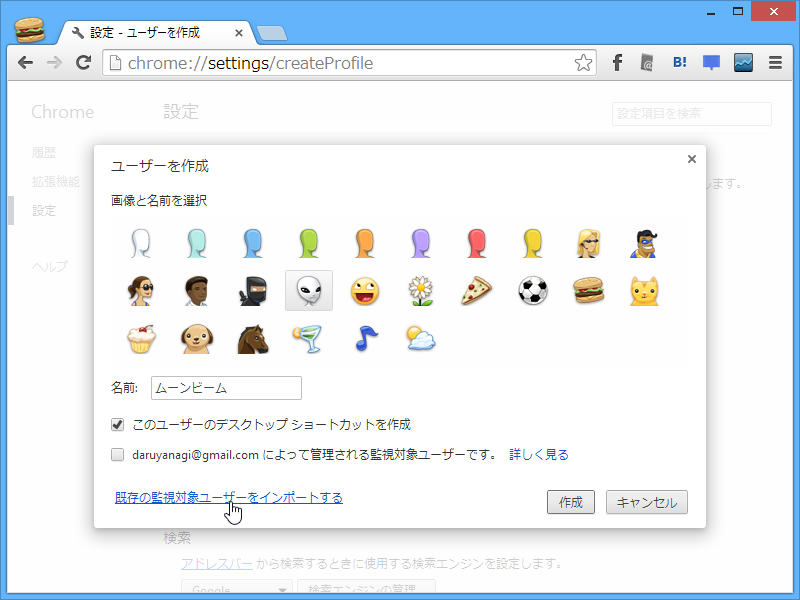 設定 - ユーザーを作成
chrome://settings/createProfile
B!
Chrome
設定
設定項目を検索
履歴
拡張機能
設定
ヘルプ
します。
ユーザーを作成
画像と名前を選択
名前:
ムーンビーム
このユーザーのデスクトップ ショートカットを作成
daruyanagi@gmail.com によって管理される監視対象ユーザーです。 詳しく見る
既存の監視対象ユーザーをインポートする
作成
キャンセル
検索
アドレスバー から検索するときに使用する検索エンジンを設定します。
Google
検索エンジンの管理...